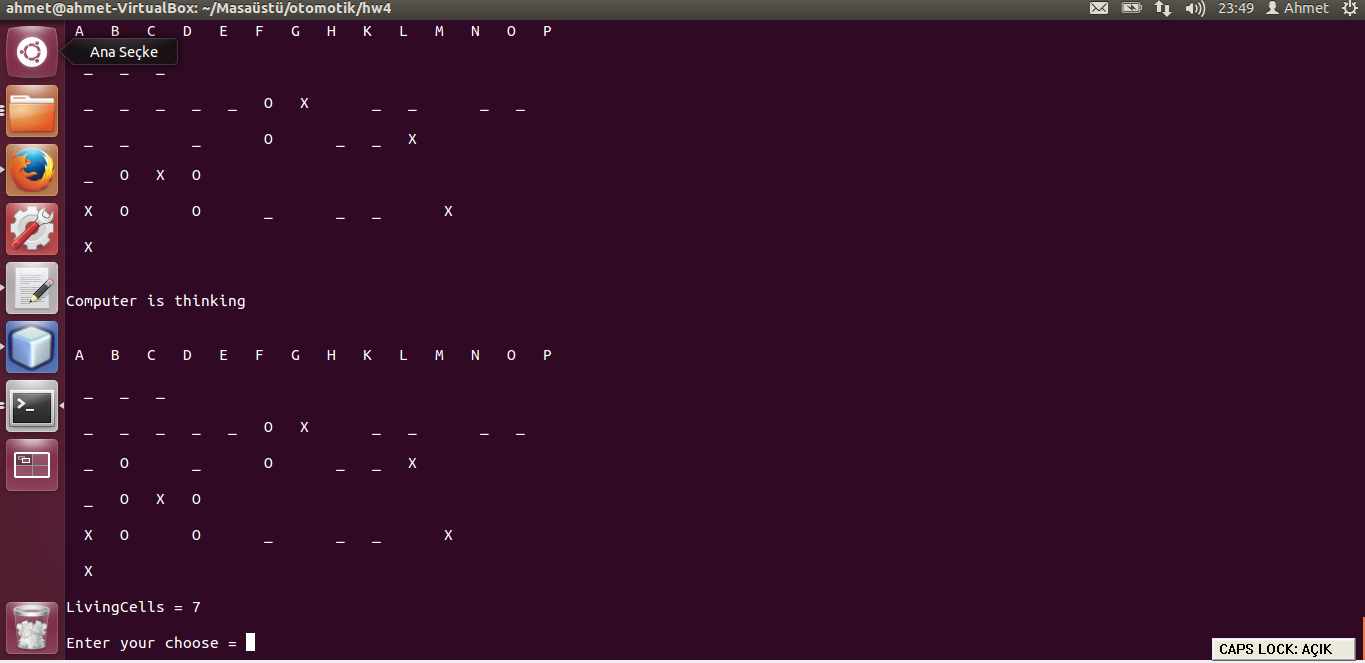 ahmet@ahmet-VirtualBox: ~/Masaüstü/otomotik/hw4 23:49 Ahmet
A B C D E F G H K L M N O P
Ana Seçke
_ _ _
_ _ _ _ _ O X _ _ _ _
_ _ _ O _ _ X
_ O X O
X O O _ _ _ X
X
Computer is thinking
A B C D E F G H K L M N O P
_ _ _
_ _ _ _ _ O X _ _ _ _
_ O _ O _ _ X
_ O X O
X O O _ _ _ X
X
LivingCells = 7
Enter your choose =
CAPS LOCK: AÇIK